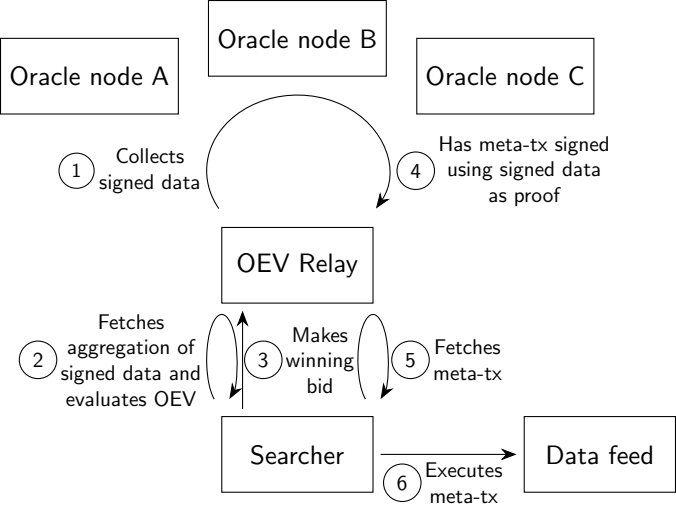 Oracle node B
Oracle node A
Oracle node C
1
Collects
signed data
4
Has meta-tx signed
using signed data
as proof
OEV Relay
2
Fetches
aggregation of
signed data and
evaluates OEV
3
Makes
winning
bid
5
Fetches
meta-tx
Searcher
Data feed
6
Executes
meta-tx